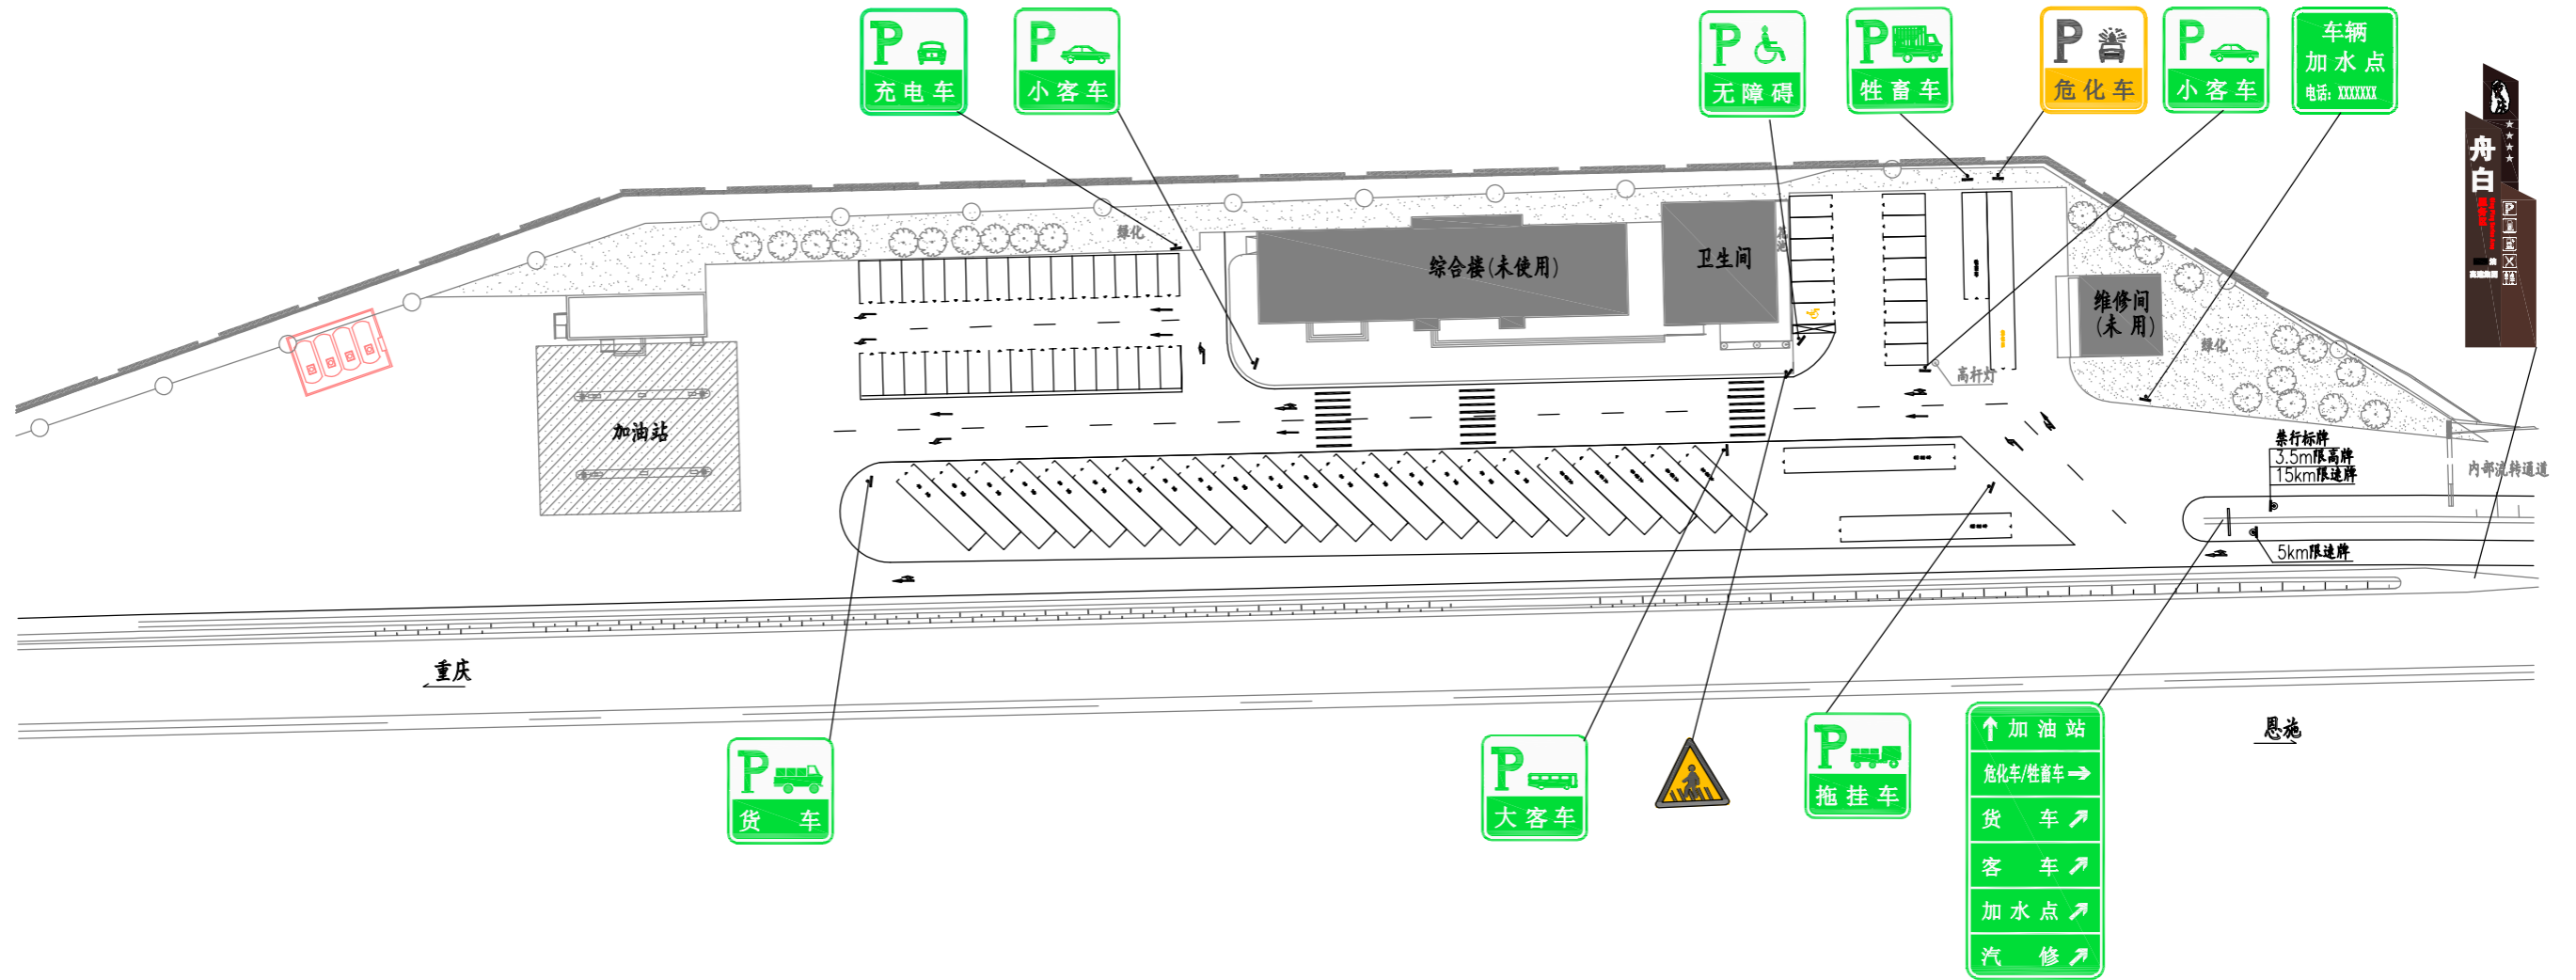 P
充电车
P
小客车
P
无障碍
P
牲畜车
P
危化车
P
小客车
车辆
加水点
电话: XXXXXXX
舟白
P
绿化
综合楼(未使用)
卫生间
花池
维修间
(未 用)
绿化
高杆灯
加油站
禁行标牌
3.5m限高牌
15km限速牌
内部流转通道
5km限速牌
重庆
恩施
P
货 车
P
大客车
P
拖挂车
加油站
危化车/牲畜车
货 车
客 车
加水点
汽 修